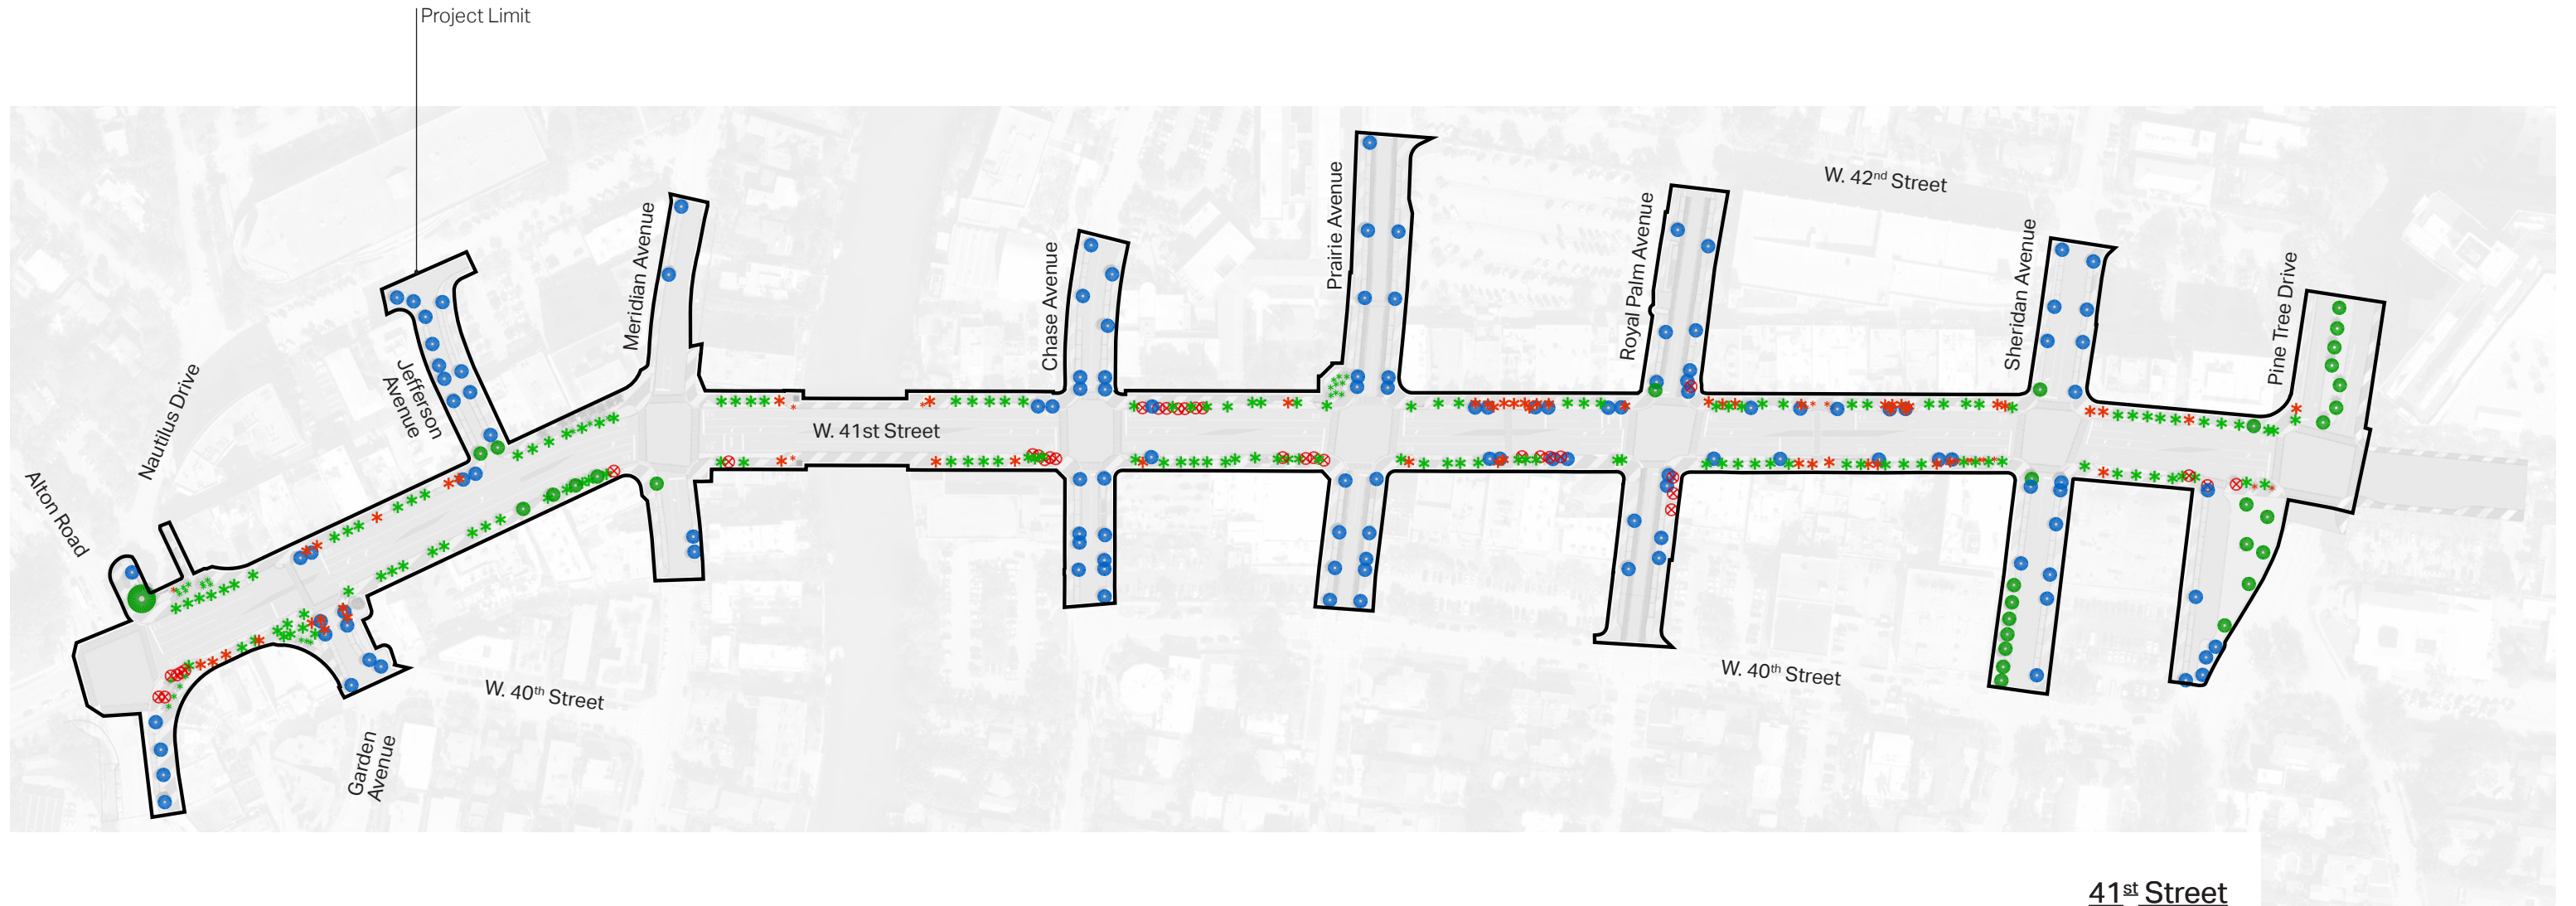 Project Limit
W. 42nd Street
Prairie Avenue
Royal Palm Avenue
Meridian Avenue
Sheridan Avenue
Chase Avenue
Pine Tree Drive
Jefferson
Avenue
Nautilus Drive
W. 41st Street
Alton Road
W. 40th Street
W. 40th Street
Garden
Avenue
41st Street